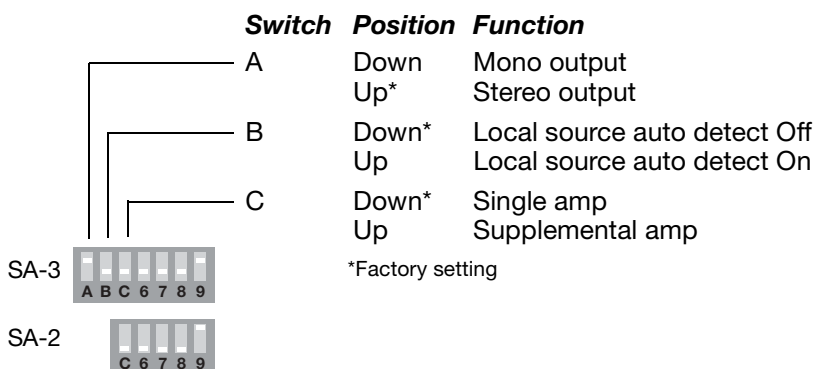 Switch Position Function
A Down Mono output
Up* Stereo output
B Down* Local source auto detect Off
Up Local source auto detect On
C Down* Single amp
Up Supplemental amp
SA-3 A B C 6 7 8 9 *Factory setting
SA-2 C 6 7 8 9